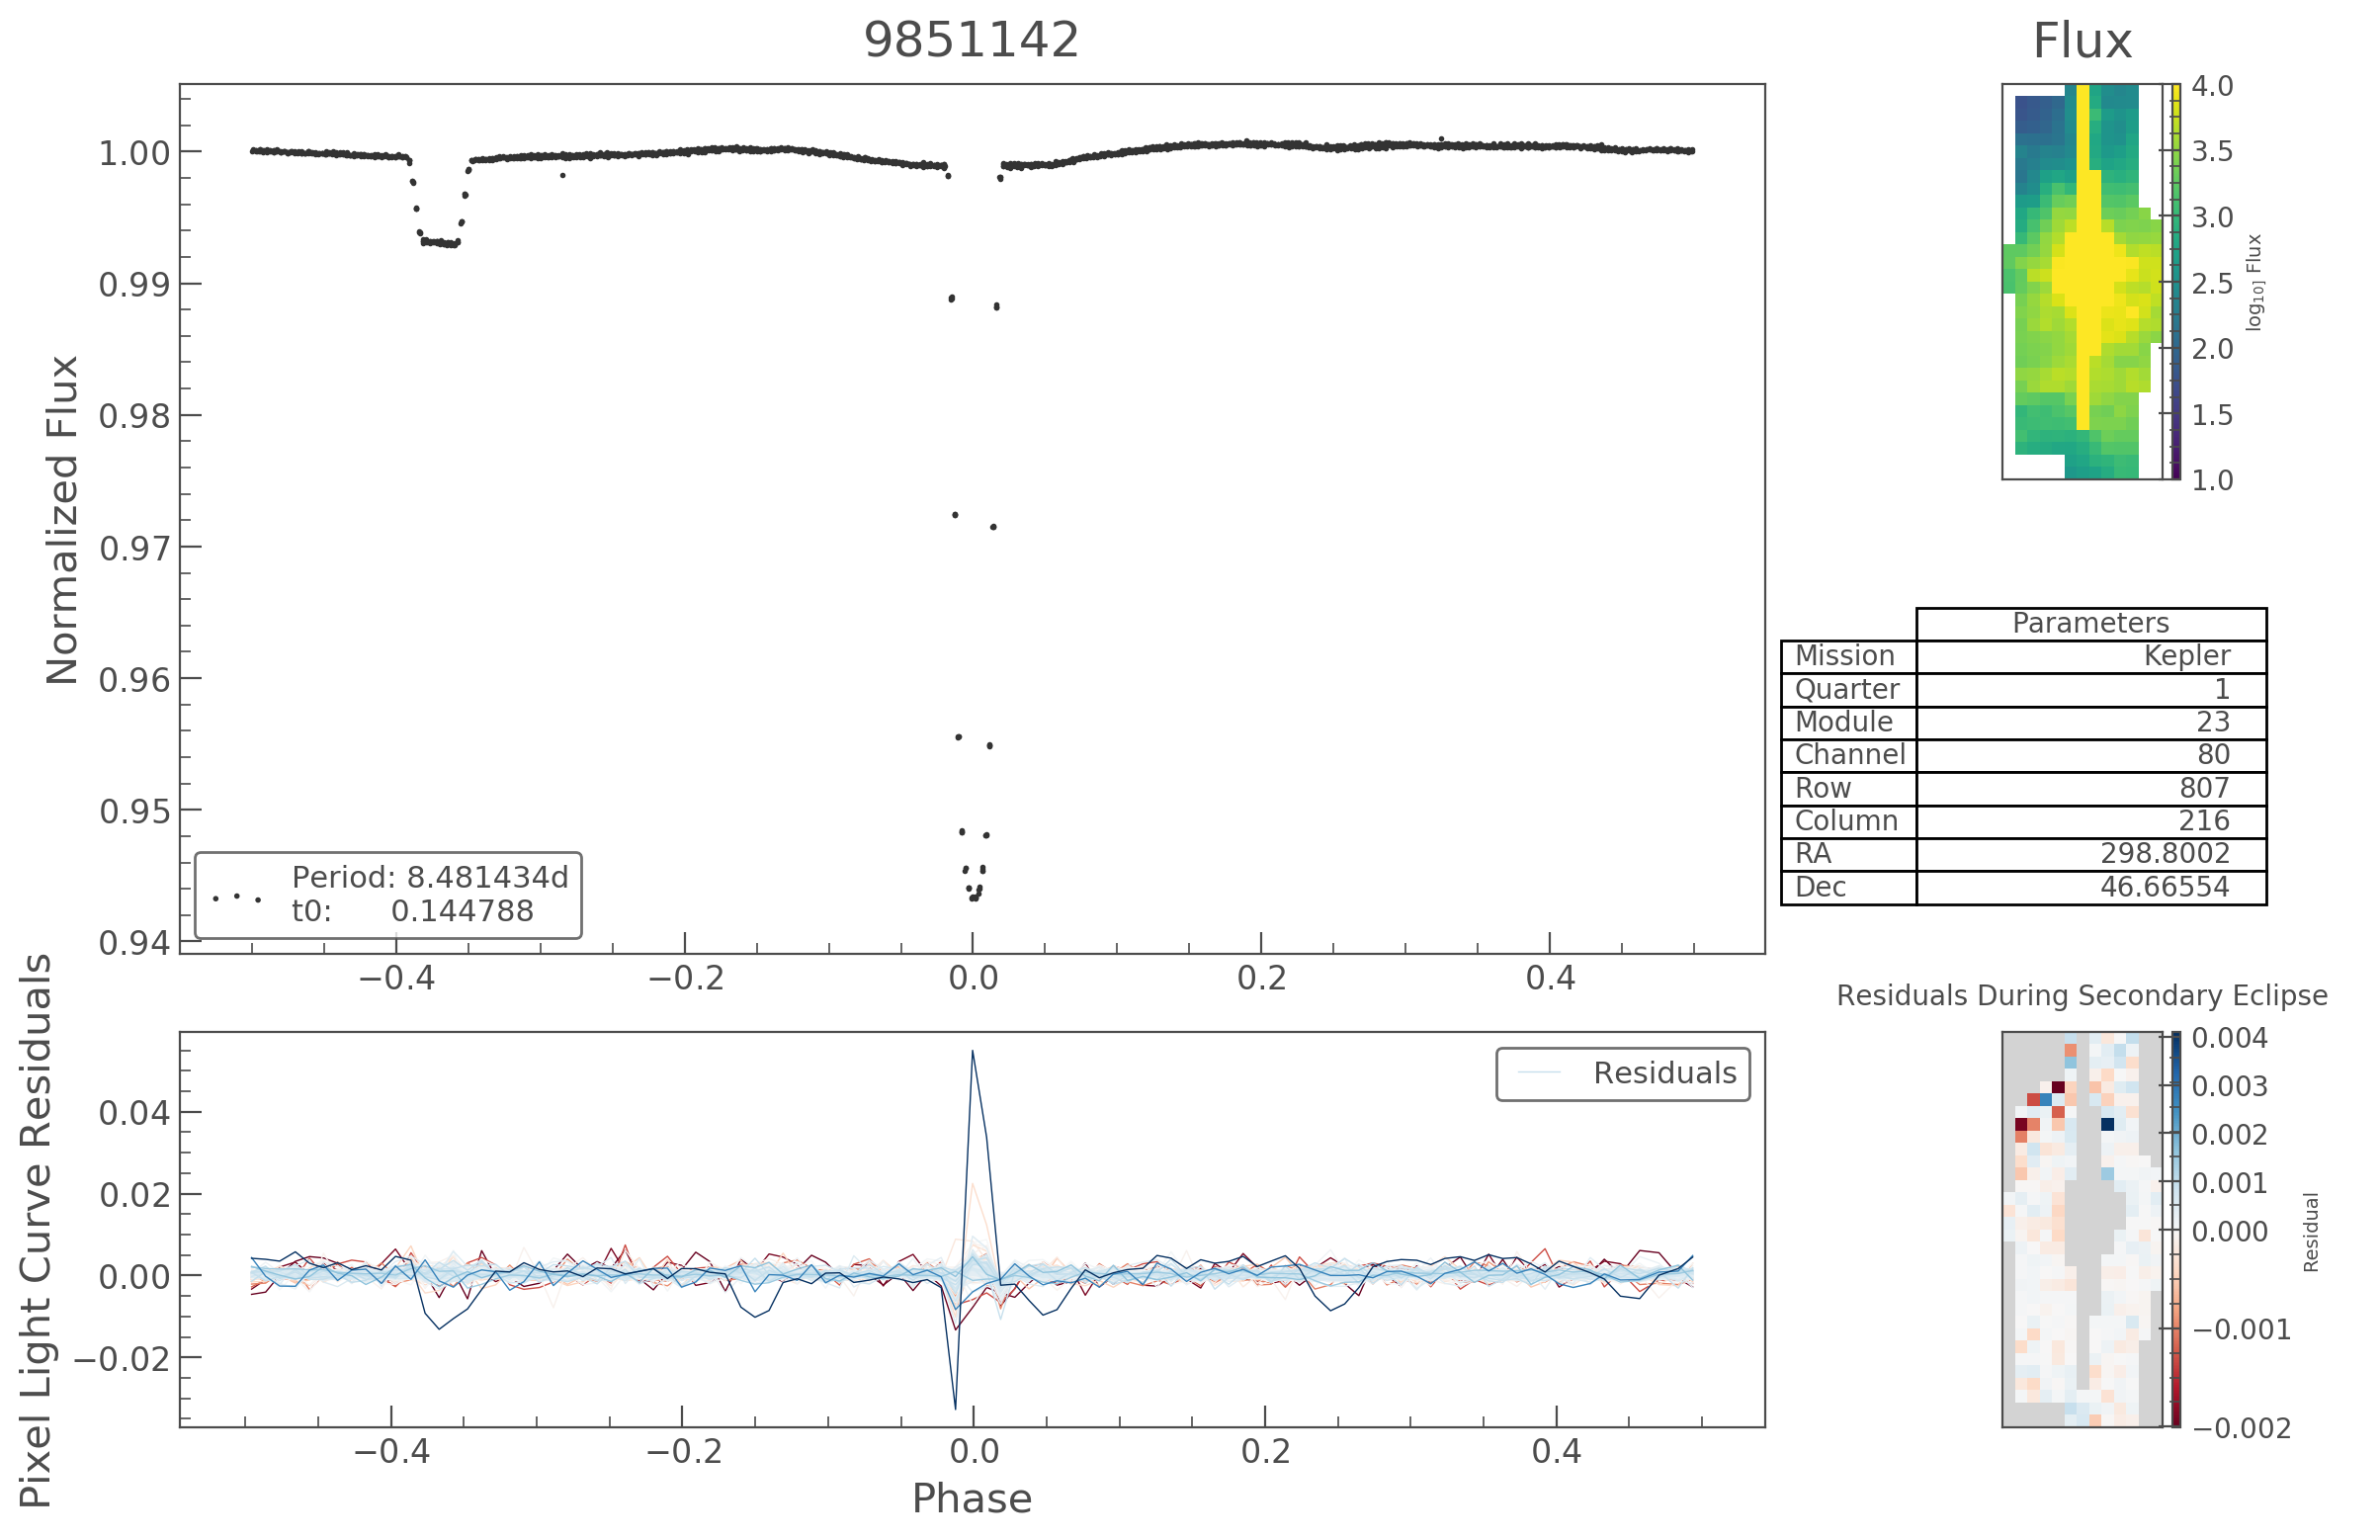 9851142
Flux
Normalized Flux
1.00
0.99
0.98
0.97
0.96
0.95
0.94
−0.4
−0.2
0.0
0.2
0.4
Period: 8.481434d
t0: 0.144788
4.0
3.5
3.0
2.5
2.0
1.5
1.0
log10] Flux
Parameters
Mission Kepler
Quarter 1
Module 23
Channel 80
Row 807
Column 216
RA 298.8002
Dec 46.66554
Pixel Light Curve Residuals
0.04
0.02
0.00
−0.02
Residuals
−0.4
−0.2
0.0
0.2
0.4
Phase
Residuals During Secondary Eclipse
0.004
0.003
0.002
0.001
0.000
−0.001
−0.002
Residual